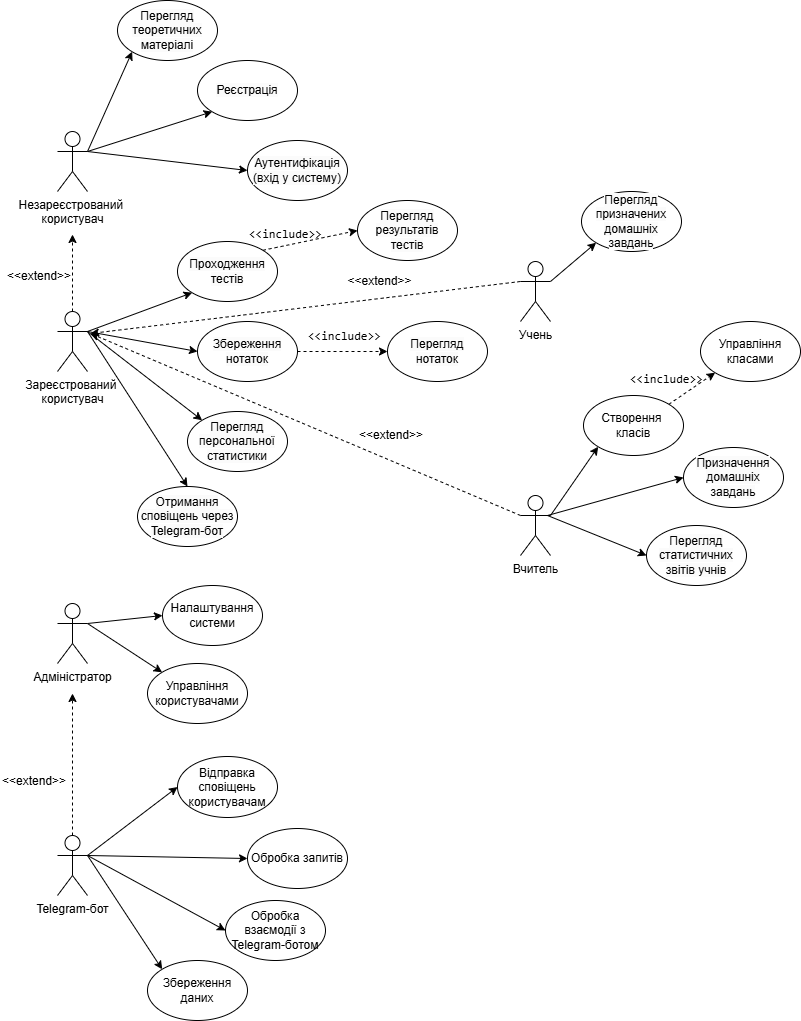 Перегляд
теоретичних
матеріалі
Реєстрація
Аутентифікація
(вхід у систему)
Незареєстрований
користувач
Перегляд
призначених
домашніх
завдань
Перегляд
результатів
тестів
<<include>>
Проходження
тестів
<<extend>>
<<extend>>
Учень
Збереження
нотаток
<<include>>
Перегляд
нотаток
Зареєстрований
користувач
Управління
класами
<<include>>
Створення
класів
Перегляд
персональної
статистики
<<extend>>
Призначення
домашніх
завдань
Отримання
сповіщень через
Telegram-бот
Вчитель
Перегляд
статистичних
звітів учнів
Налаштування
системи
Адміністратор
Управління
користувачами
<<extend>>
Відправка
сповіщень
користувачам
Обробка запитів
Telegram-бот
Обробка
взаємодії з
Telegram-ботом
Збереження
даних